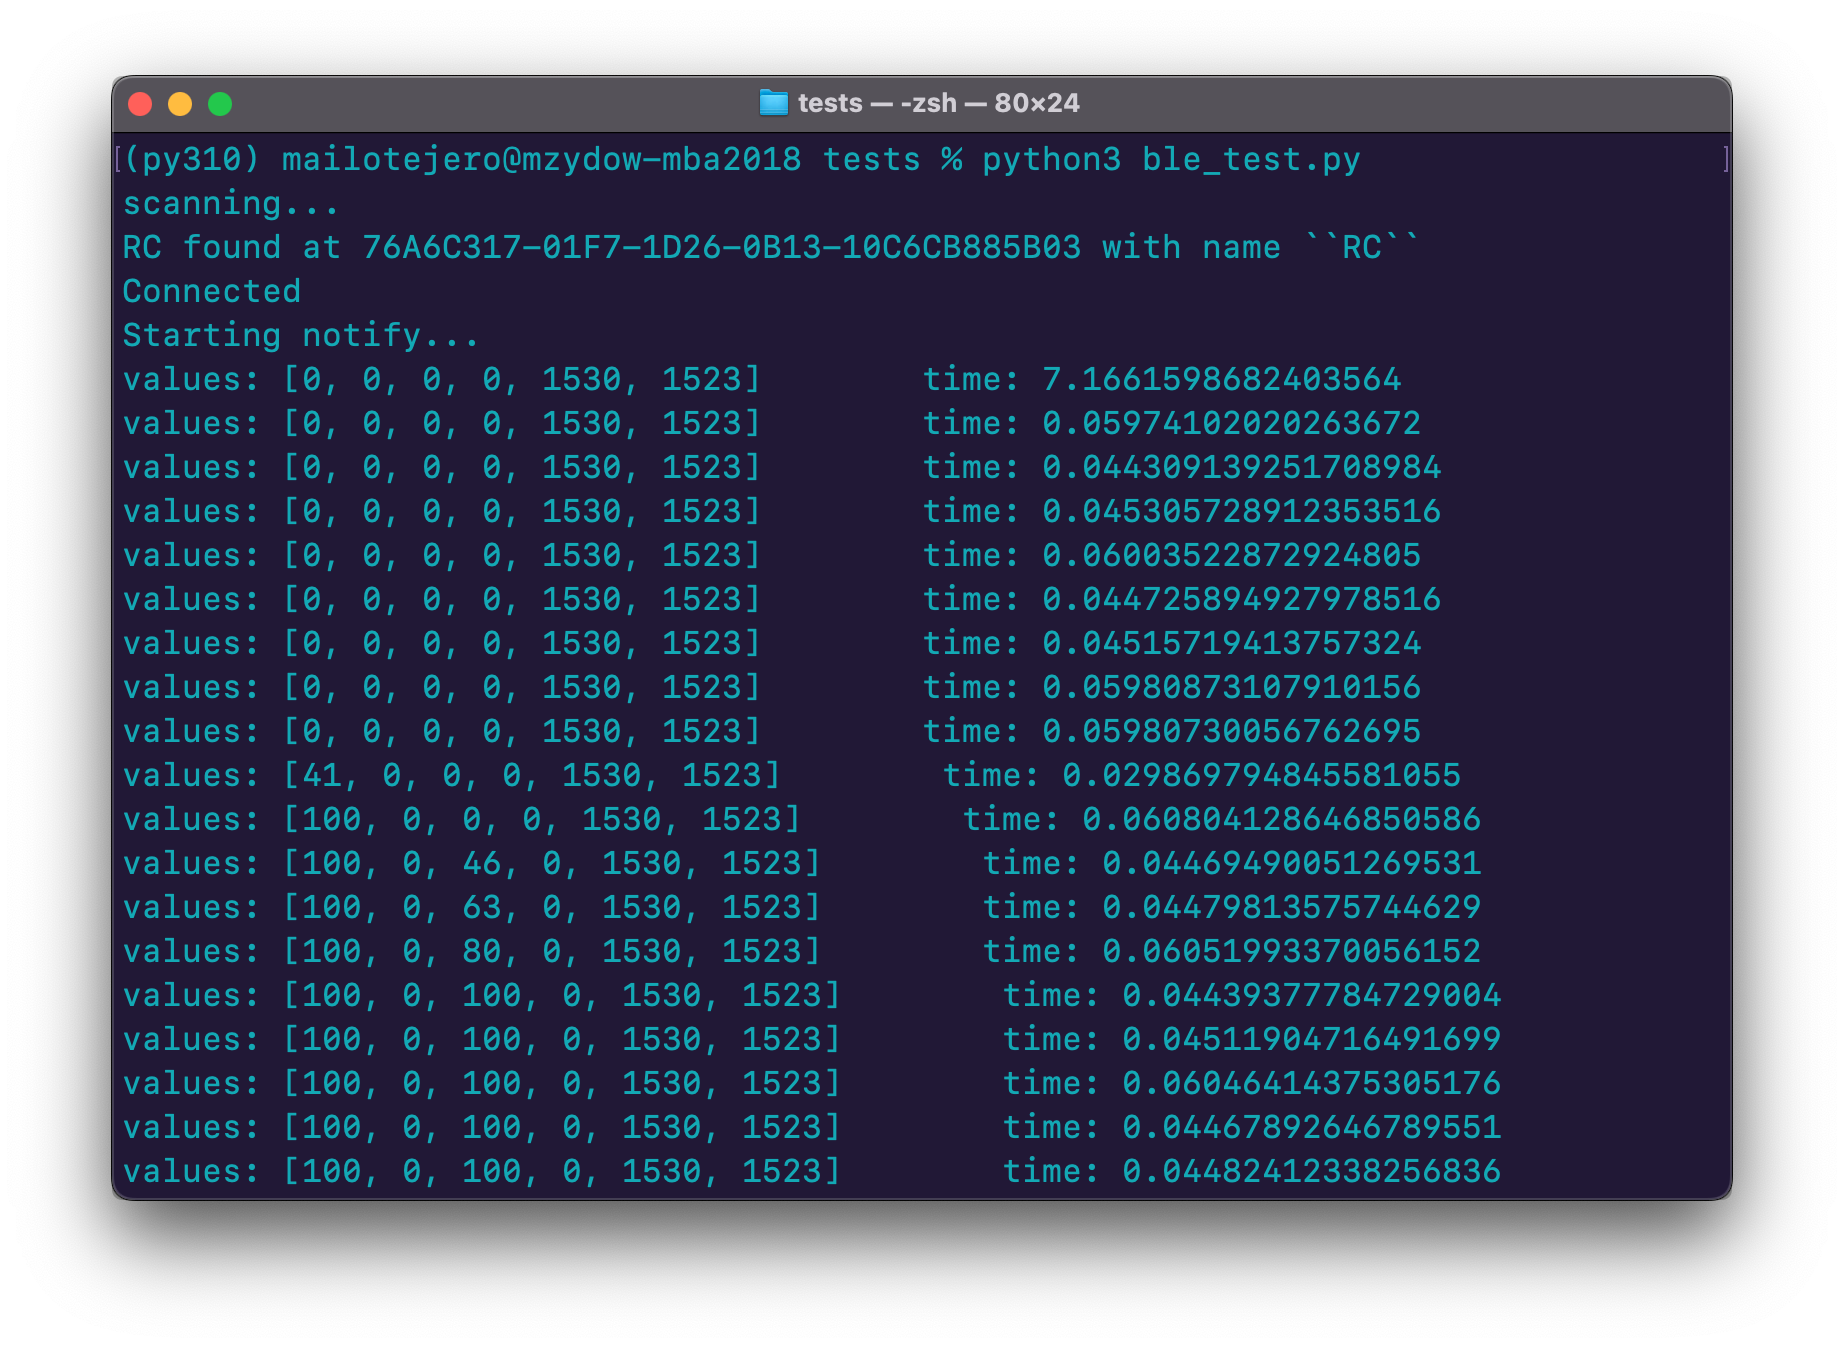 tests — -zsh — 80×24
[(py310) mailotejero@mzydow-mba2018 tests % python3 ble_test.py ]
scanning...
RC found at 76A6C317-01F7-1D26-0B13-10C6CB885B03 with name ``RC``
Connected
Starting notify...
values: [0, 0, 0, 0, 1530, 1523]        time: 7.1661598682403564
values: [0, 0, 0, 0, 1530, 1523]        time: 0.05974102020263672
values: [0, 0, 0, 0, 1530, 1523]        time: 0.044309139251708984
values: [0, 0, 0, 0, 1530, 1523]        time: 0.045305728912353516
values: [0, 0, 0, 0, 1530, 1523]        time: 0.06003522872924805
values: [0, 0, 0, 0, 1530, 1523]        time: 0.044725894927978516
values: [0, 0, 0, 0, 1530, 1523]        time: 0.04515719413757324
values: [0, 0, 0, 0, 1530, 1523]        time: 0.05980873107910156
values: [0, 0, 0, 0, 1530, 1523]        time: 0.05980730056762695
values: [41, 0, 0, 0, 1530, 1523]        time: 0.029869794845581055
values: [100, 0, 0, 0, 1530, 1523]        time: 0.060804128646850586
values: [100, 0, 46, 0, 1530, 1523]        time: 0.04469490051269531
values: [100, 0, 63, 0, 1530, 1523]        time: 0.04479813575744629
values: [100, 0, 80, 0, 1530, 1523]        time: 0.06051993370056152
values: [100, 0, 100, 0, 1530, 1523]        time: 0.04439377784729004
values: [100, 0, 100, 0, 1530, 1523]        time: 0.04511904716491699
values: [100, 0, 100, 0, 1530, 1523]        time: 0.06046414375305176
values: [100, 0, 100, 0, 1530, 1523]        time: 0.04467892646789551
values: [100, 0, 100, 0, 1530, 1523]        time: 0.04482412338256836